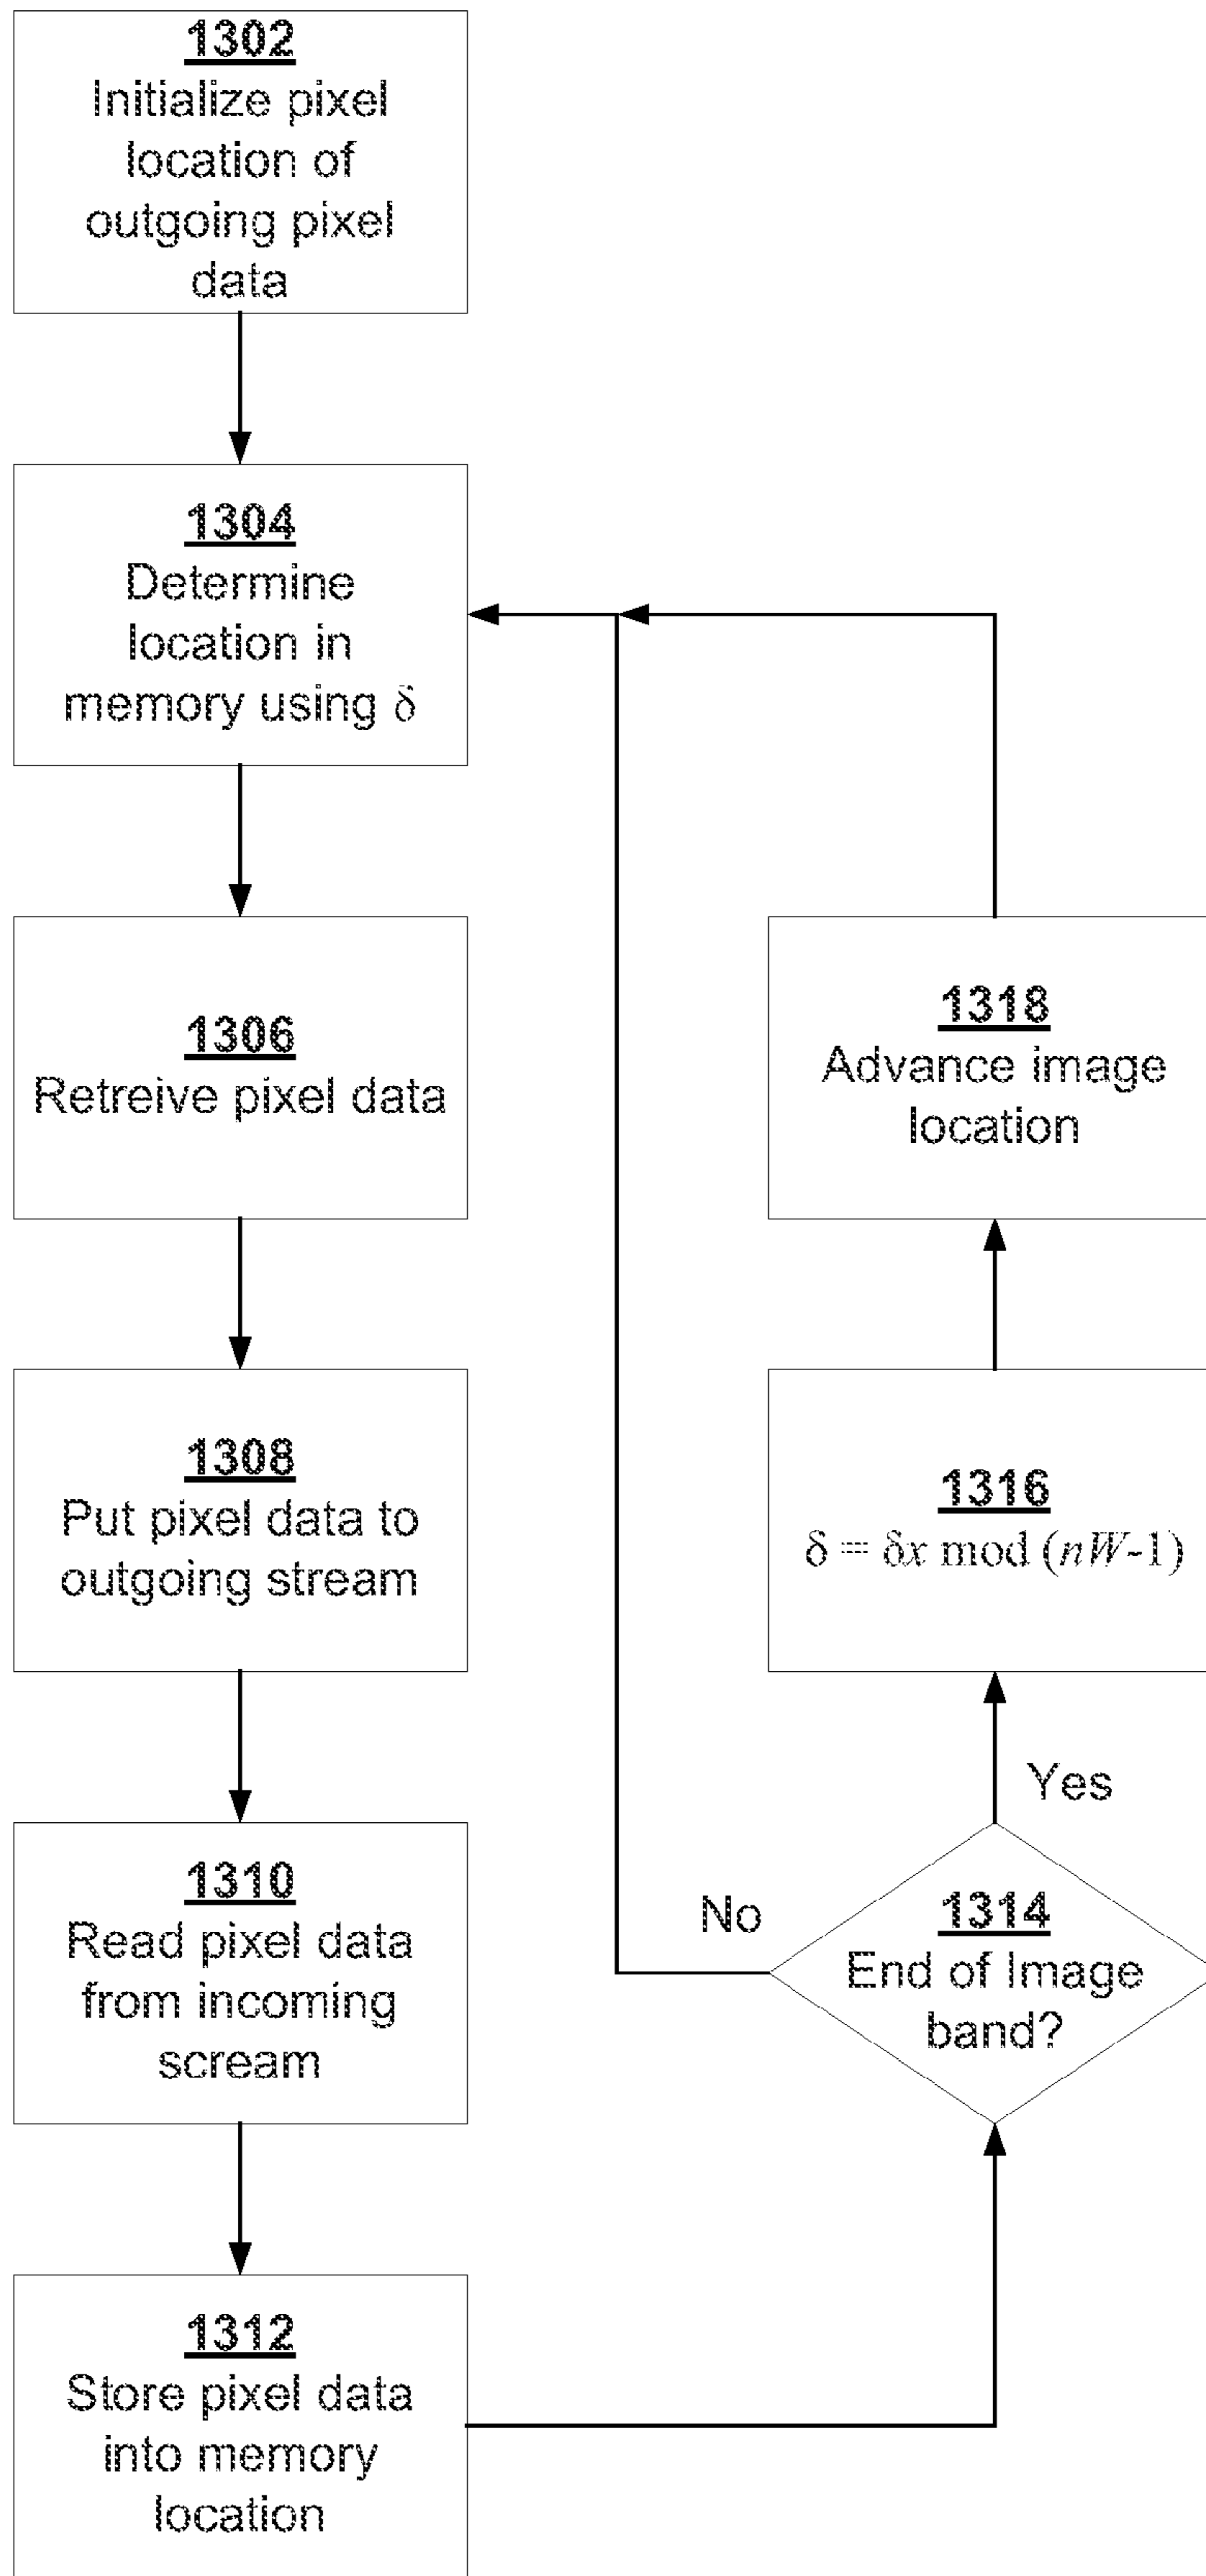 1302
Initialize pixel
location of
outgoing pixel
data
1304
Determine
location in
memory using δ
1306
Retreive pixel data
1308
Put pixel data to
outgoing stream
1310
Read pixel data
from incoming
scream
1312
Store pixel data
into memory
location
1318
Advance image
location
1316
δ = δx mod (nW-1)
Yes
No
1314
End of Image
band?